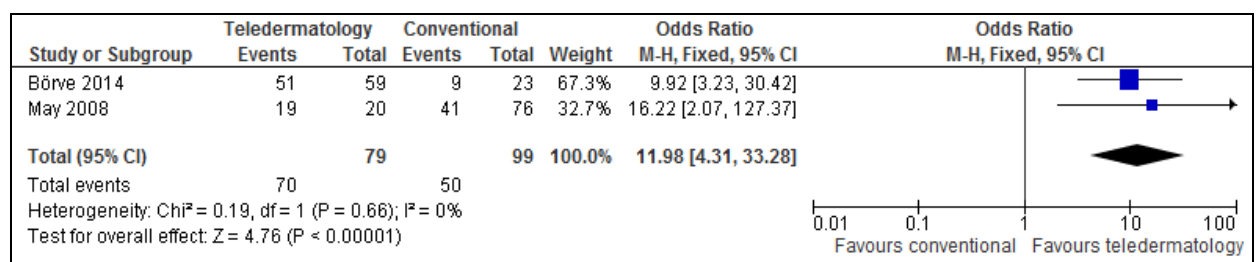 Teledermatology Conventional Odds Ratio Odds Ratio
Study or Subgroup Events Total Events Total Weight M-H, Fixed, 95% CI M-H, Fixed, 95% CI
Börve 2014 51 59 9 23 67.3% 9.92 [3.23, 30.42]
May 2008 19 20 41 76 32.7% 16.22 [2.07, 127.37]
Total (95% CI) 79 99 100.0% 11.98 [4.31, 33.28]
Total events 70 50
Heterogeneity: Chi² = 0.19, df = 1 (P = 0.66); I² = 0%
Test for overall effect: Z = 4.76 (P < 0.00001)
0.01 0.1 1 10 100
Favours conventional Favours teledermatology